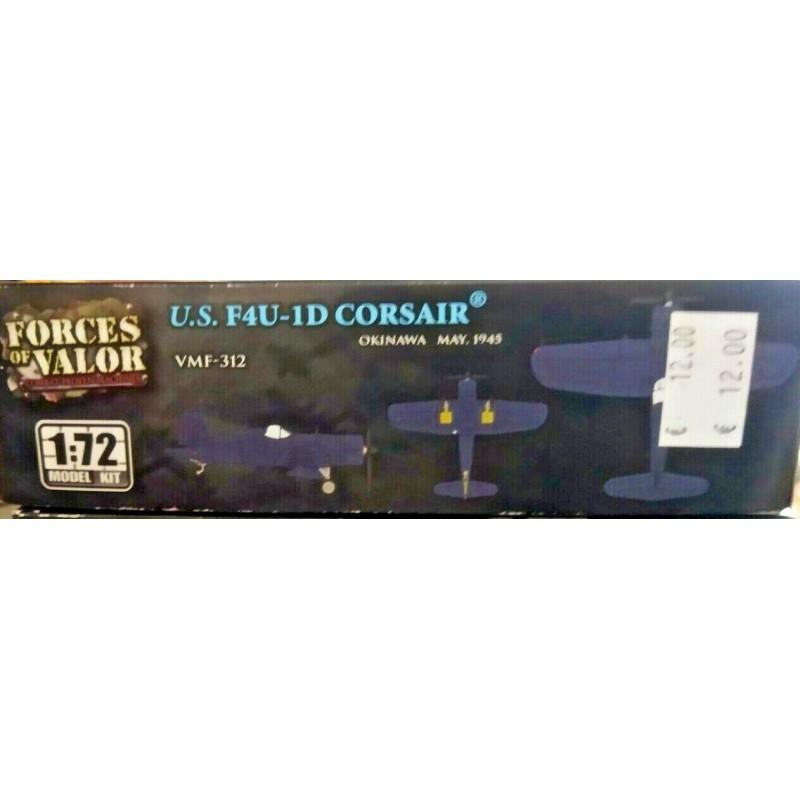 FORCES
OF VALOR
U.S. F4U-1D CORSAIR®
OKINAWA MAY, 1945
VMF-312
1:72
MODEL KIT
€ 12.00
€ 12.00